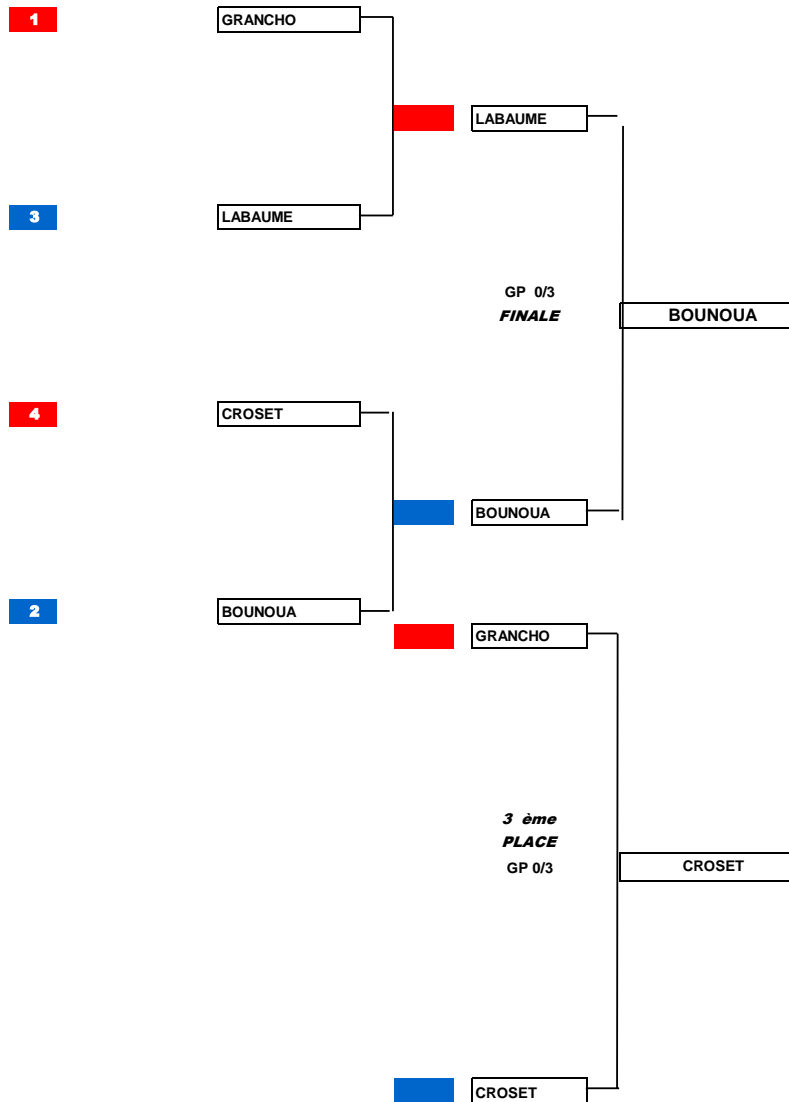 1 GRANCHO
LABAUME
3 LABAUME
GP 0/3
FINALE BOUNOUA
4 CROSET
BOUNOUA
2 BOUNOUA
GRANCHO
3 ème
PLACE
GP 0/3 CROSET
CROSET